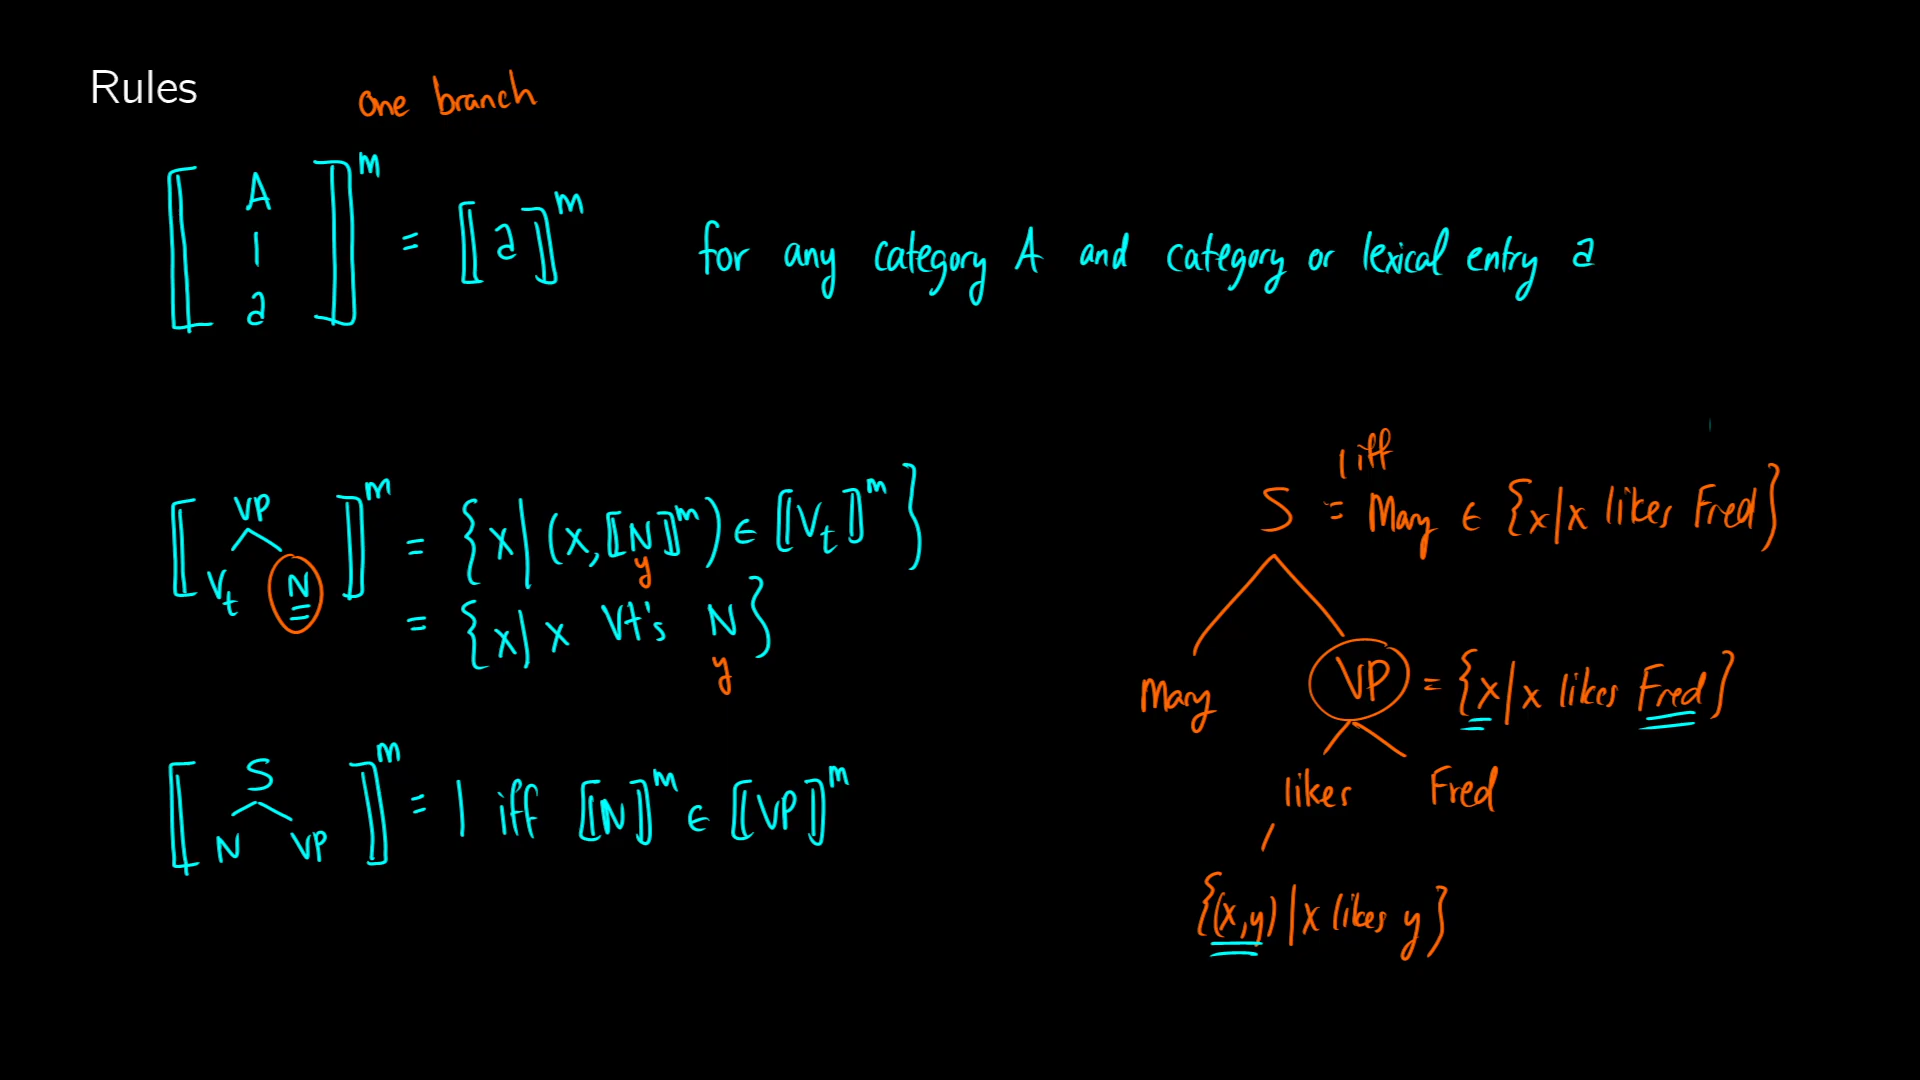 Rules
one branch
⟦ A | a ⟧ᵐ = ⟦a⟧ᵐ for any category A and category or lexical entry a
⟦ VP Vt N ⟧ᵐ = {x | (x, ⟦N⟧ᵐ) ∈ ⟦Vt⟧ᵐ}
y
= {x | x Vt's N}
y
⟦ S N VP ⟧ᵐ = 1 iff ⟦N⟧ᵐ ∈ ⟦VP⟧ᵐ
1 iff
S = Mary ∈ {x | x likes Fred}
Mary VP = {x | x likes Fred}
likes Fred
{(x,y) | x likes y}